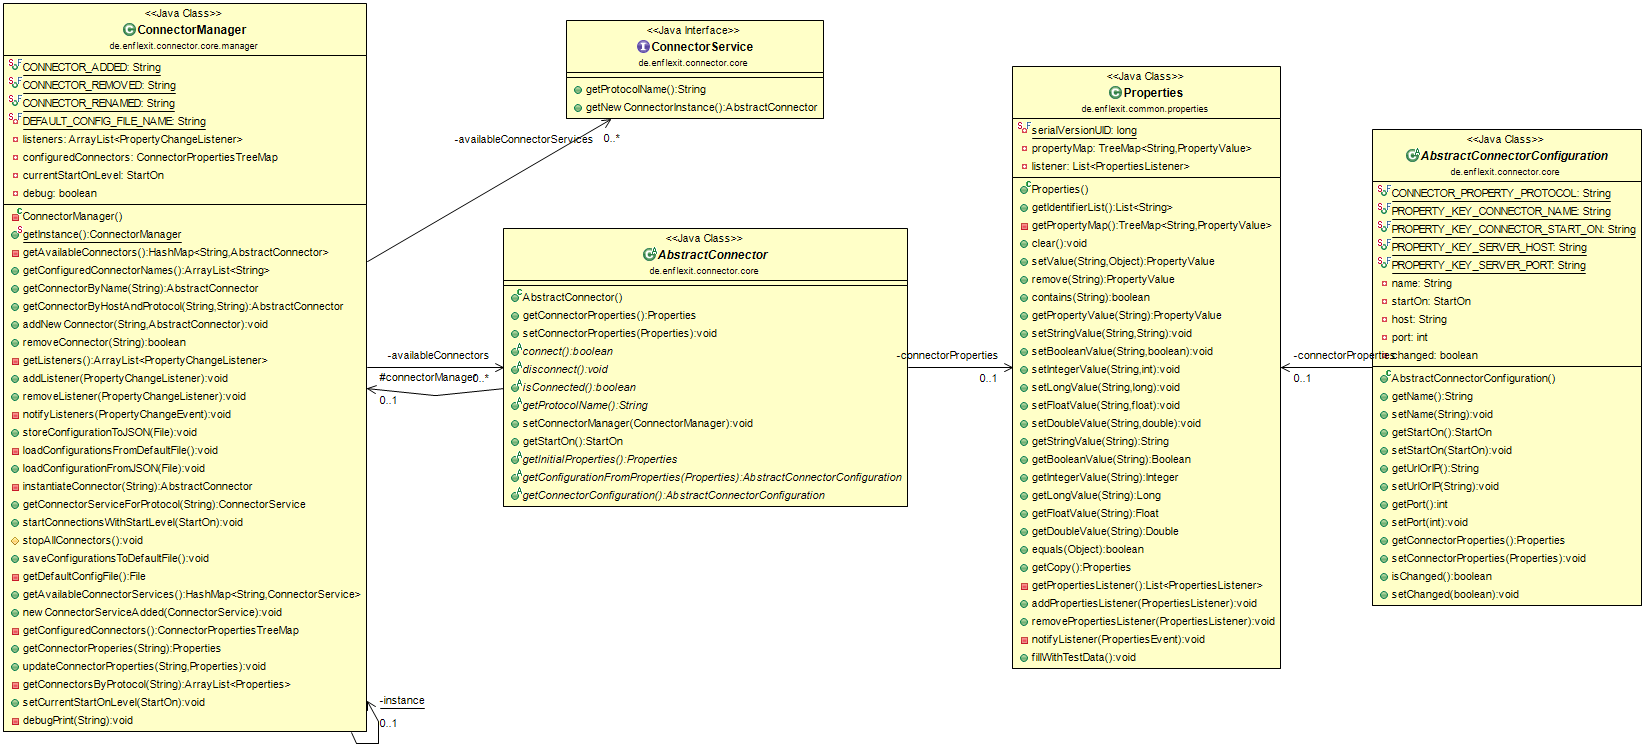 <<Java Class>>
ConnectorManager
de.enflexit.connector.core.manager
CONNECTOR_ADDED: String
CONNECTOR_REMOVED: String
CONNECTOR_RENAMED: String
DEFAULT_CONFIG_FILE_NAME: String
listeners: ArrayList<PropertyChangeListener>
configuredConnectors: ConnectorPropertiesTreeMap
currentStartOnLevel: StartOn
debug: boolean
ConnectorManager()
getInstance():ConnectorManager
getAvailableConnectors():HashMap<String,AbstractConnector>
getConfiguredConnectorNames():ArrayList<String>
getConnectorByName(String):AbstractConnector
getConnectorByHostAndProtocol(String,String):AbstractConnector
addNewConnector(String,AbstractConnector):void
removeConnector(String):boolean
getListeners():ArrayList<PropertyChangeListener>
addListener(PropertyChangeListener):void
removeListener(PropertyChangeListener):void
notifyListeners(PropertyChangeEvent):void
storeConfigurationToJSON(File):void
loadConfigurationsFromDefaultFile():void
loadConfigurationFromJSON(File):void
instantiateConnector(String):AbstractConnector
getConnectorServiceForProtocol(String):ConnectorService
startConnectionsWithStartLevel(StartOn):void
stopAllConnectors():void
saveConfigurationsToDefaultFile():void
getDefaultConfigFile():File
getAvailableConnectorServices():HashMap<String,ConnectorService>
newConnectorServiceAdded(ConnectorService):void
getConfiguredConnectors():ConnectorPropertiesTreeMap
getConnectorProperies(String):Properties
updateConnectorProperties(String,Properties):void
getConnectorsByProtocol(String):ArrayList<Properties>
setCurrentStartOnLevel(StartOn):void
debugPrint(String):void
-instance
0..1
<<Java Interface>>
ConnectorService
de.enflexit.connector.core
getProtocolName():String
getNewConnectorInstance():AbstractConnector
-availableConnectorServices
0..*
<<Java Class>>
AbstractConnector
de.enflexit.connector.core
AbstractConnector()
getConnectorProperties():Properties
setConnectorProperties(Properties):void
connect():boolean
disconnect():void
isConnected():boolean
getProtocolName():String
setConnectorManager(ConnectorManager):void
getStartOn():StartOn
getInitialProperties():Properties
getConfigurationFromProperties(Properties):AbstractConnectorConfiguration
getConnectorConfiguration():AbstractConnectorConfiguration
-availableConnectors
0..*
#connectorManager
0..1
-connectorProperties
0..1
<<Java Class>>
Properties
de.enflexit.common.properties
serialVersionUID: long
propertyMap: TreeMap<String,PropertyValue>
listener: List<PropertiesListener>
Properties()
getIdentifierList():List<String>
getPropertyMap():TreeMap<String,PropertyValue>
clear():void
setValue(String,Object):PropertyValue
remove(String):PropertyValue
contains(String):boolean
getPropertyValue(String):PropertyValue
setStringValue(String,String):void
setBooleanValue(String,boolean):void
setIntegerValue(String,int):void
setLongValue(String,long):void
setFloatValue(String,float):void
setDoubleValue(String,double):void
getStringValue(String):String
getBooleanValue(String):Boolean
getIntegerValue(String):Integer
getLongValue(String):Long
getFloatValue(String):Float
getDoubleValue(String):Double
equals(Object):boolean
getCopy():Properties
getPropertiesListener():List<PropertiesListener>
addPropertiesListener(PropertiesListener):void
removePropertiesListener(PropertiesListener):void
notifyListener(PropertiesEvent):void
fillWithTestData():void
-connectorProperties
0..1
<<Java Class>>
AbstractConnectorConfiguration
de.enflexit.connector.core
CONNECTOR_PROPERTY_PROTOCOL: String
PROPERTY_KEY_CONNECTOR_NAME: String
PROPERTY_KEY_CONNECTOR_START_ON: String
PROPERTY_KEY_SERVER_HOST: String
PROPERTY_KEY_SERVER_PORT: String
name: String
startOn: StartOn
host: String
port: int
changed: boolean
AbstractConnectorConfiguration()
getName():String
setName(String):void
getStartOn():StartOn
setStartOn(StartOn):void
getUrlOrIP():String
setUrlOrIP(String):void
getPort():int
setPort(int):void
getConnectorProperties():Properties
setConnectorProperties(Properties):void
isChanged():boolean
setChanged(boolean):void